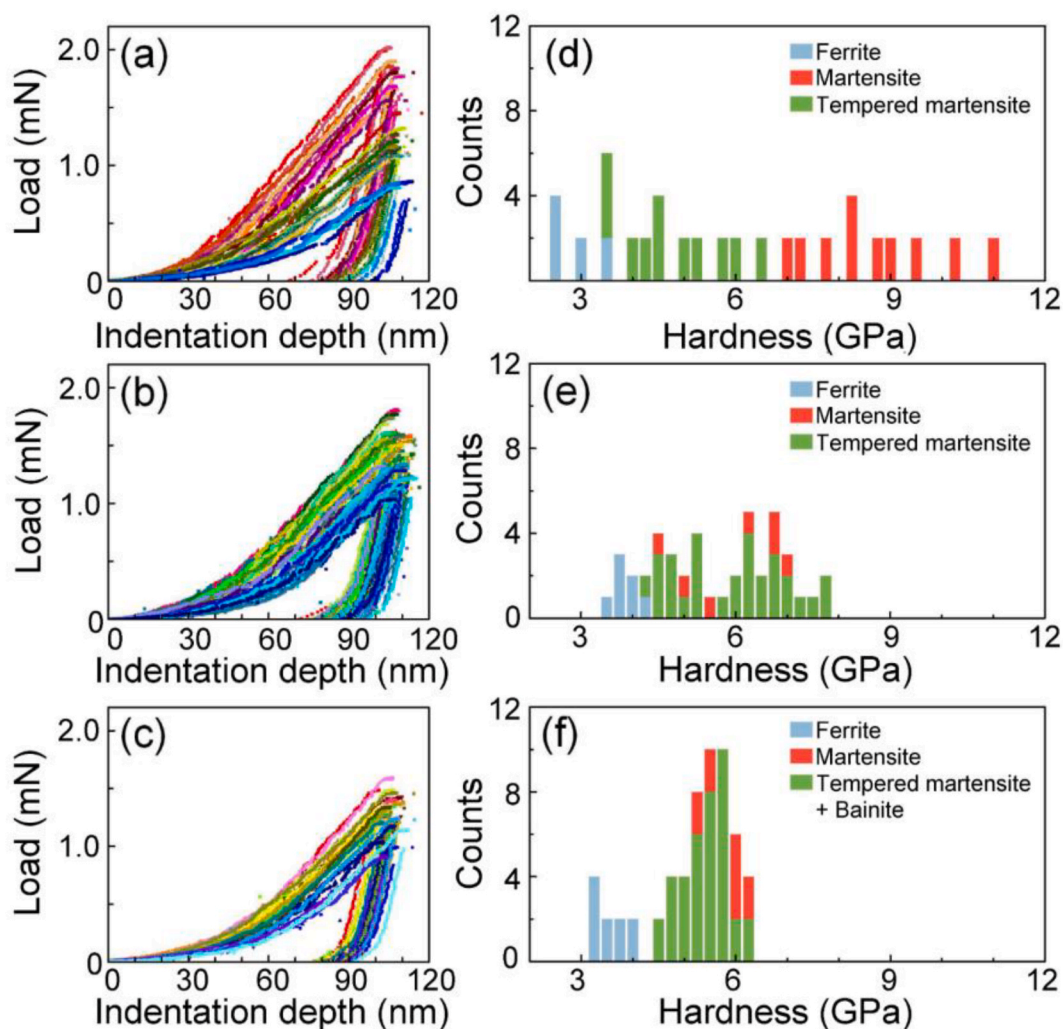 (a)
2.0
1.0
0
Load (mN)
0 30 60 90 120
Indentation depth (nm)
(d)
Ferrite
Martensite
Tempered martensite
12
8
4
0
Counts
3 6 9 12
Hardness (GPa)
(b)
2.0
1.0
0
Load (mN)
0 30 60 90 120
Indentation depth (nm)
(e)
Ferrite
Martensite
Tempered martensite
12
8
4
0
Counts
3 6 9 12
Hardness (GPa)
(c)
2.0
1.0
0
Load (mN)
0 30 60 90 120
Indentation depth (nm)
(f)
Ferrite
Martensite
Tempered martensite
+ Bainite
12
8
4
0
Counts
3 6 9 12
Hardness (GPa)